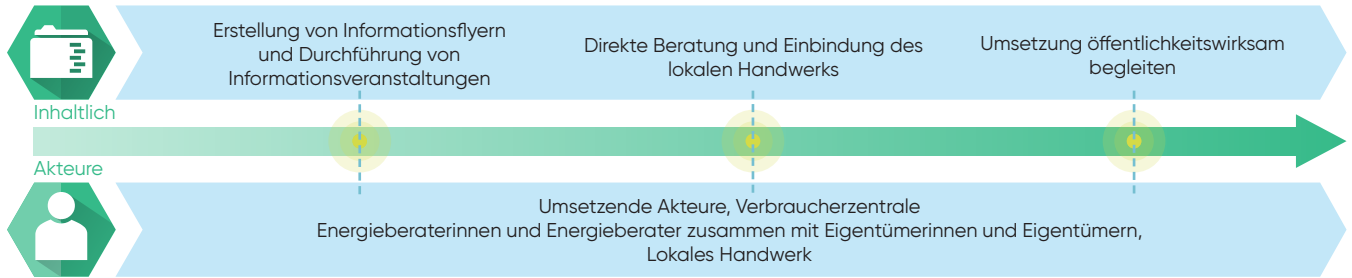 Erstellung von Informationsflyern
und Durchführung von
Informationsveranstaltungen
Direkte Beratung und Einbindung des
lokalen Handwerks
Umsetzung öffentlichkeitswirksam
begleiten
Inhaltlich
Akteure
Umsetzende Akteure, Verbraucherzentrale
Energieberaterinnen und Energieberater zusammen mit Eigentümerinnen und Eigentümern,
Lokales Handwerk